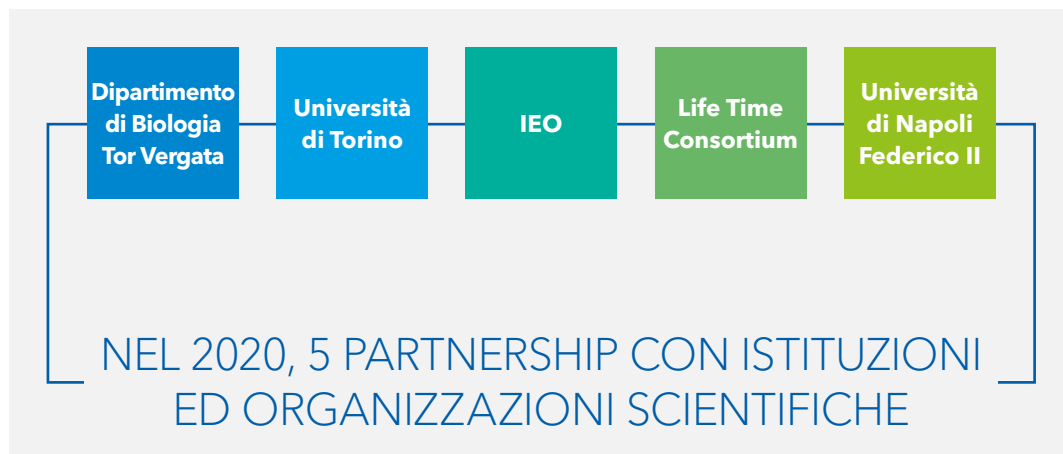 Dipartimento
di Biologia
Tor Vergata
Università
di Torino
IEO
Life Time
Consortium
Università
di Napoli
Federico II
NEL 2020, 5 PARTNERSHIP CON ISTITUZIONI
ED ORGANIZZAZIONI SCIENTIFICHE